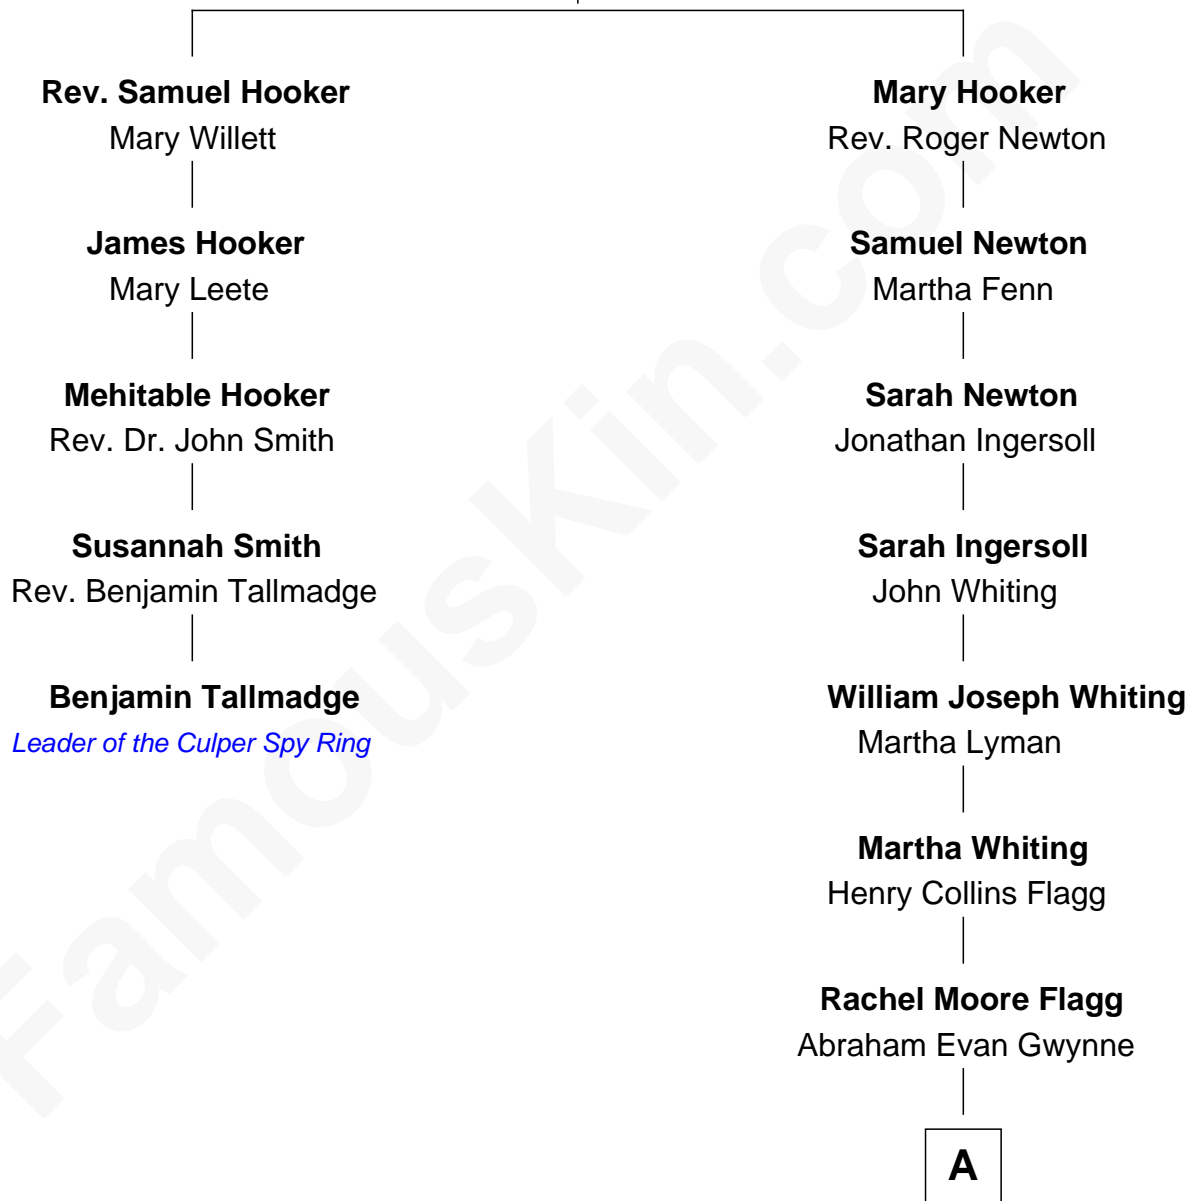 Rev. Samuel Hooker
Mary Willett
James Hooker
Mary Leete
Mehitable Hooker
Rev. Dr. John Smith
Susannah Smith
Rev. Benjamin Tallmadge
Benjamin Tallmadge
Leader of the Culper Spy Ring
Mary Hooker
Rev. Roger Newton
Samuel Newton
Martha Fenn
Sarah Newton
Jonathan Ingersoll
Sarah Ingersoll
John Whiting
William Joseph Whiting
Martha Lyman
Martha Whiting
Henry Collins Flagg
Rachel Moore Flagg
Abraham Evan Gwynne
A
FamousKin.com